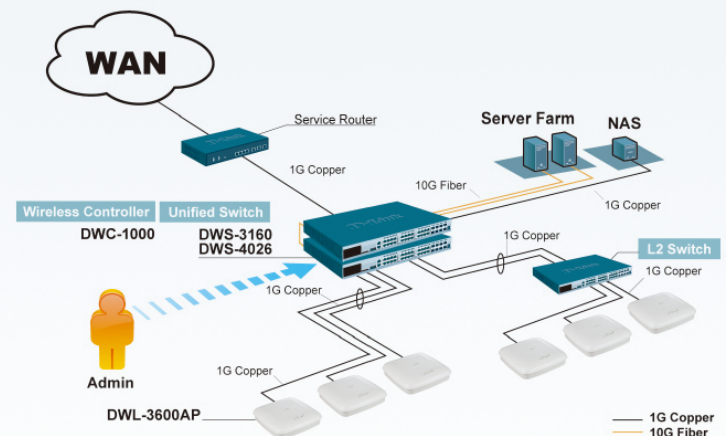 WAN
Service Router
Server Farm
NAS
1G Copper
10G Fiber
1G Copper
Wireless Controller
Unified Switch
DWC-1000
DWS-3160
DWS-4026
1G Copper
L2 Switch
1G Copper
1G Copper
1G Copper
Admin
DWL-3600AP
1G Copper
10G Fiber